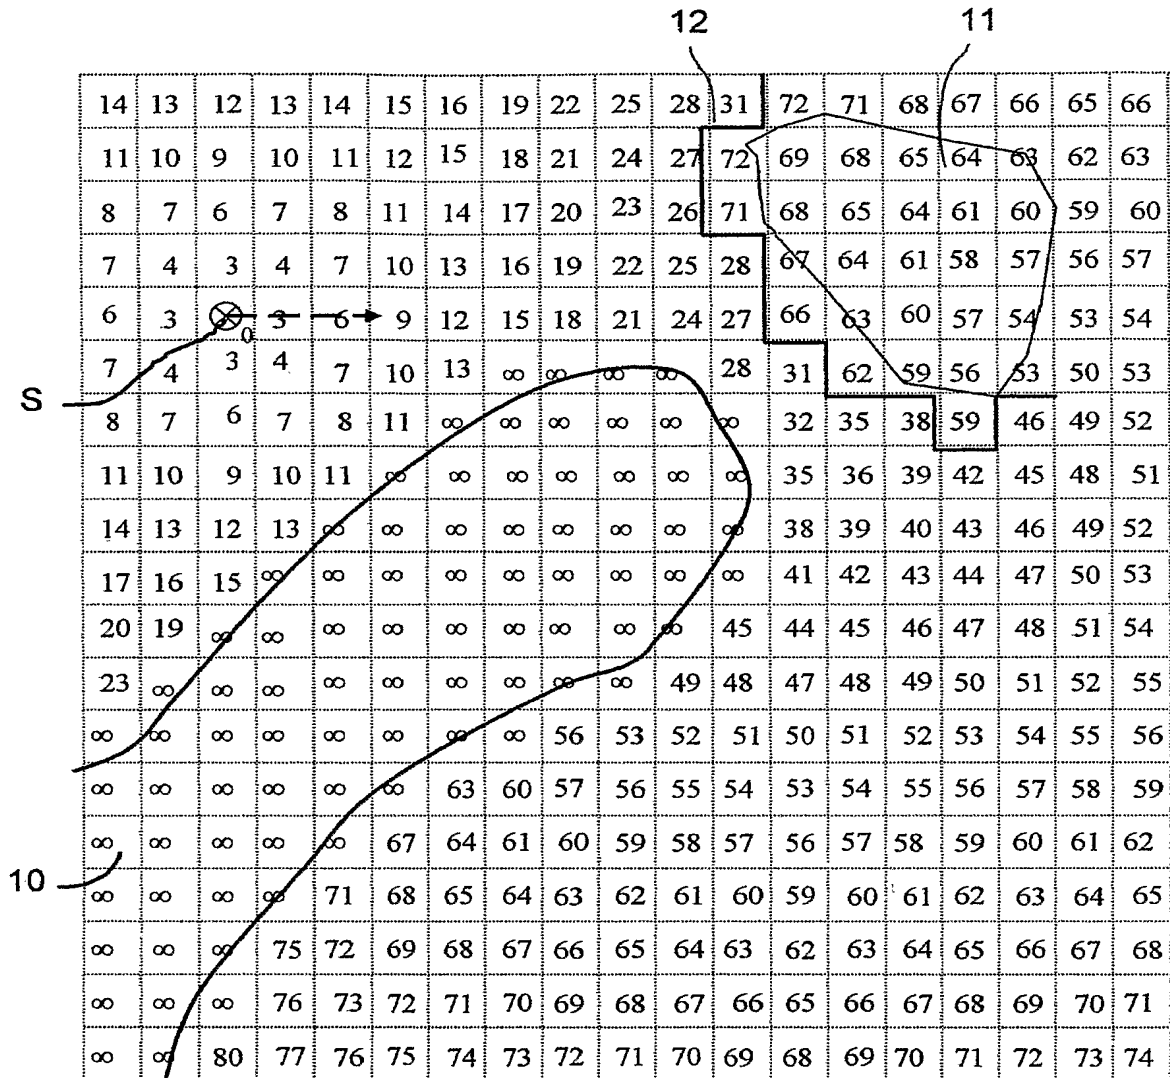 12 11
14 13 12 13 14 15 16 19 22 25 28 31 72 71 68 67 66 65 66
11 10 9 10 11 12 15 18 21 24 27 72 69 68 65 64 63 62 63
8 7 6 7 8 11 14 17 20 23 26 71 68 65 64 61 60 59 60
7 4 3 4 7 10 13 16 19 22 25 28 67 64 61 58 57 56 57
6 3 0 3 6 9 12 15 18 21 24 27 66 63 60 57 54 53 54
7 4 3 4 7 10 13 ∞ ∞ ∞ ∞ 28 31 62 59 56 53 50 53
S
8 7 6 7 8 11 ∞ ∞ ∞ ∞ ∞ ∞ 32 35 38 59 46 49 52
11 10 9 10 11 ∞ ∞ ∞ ∞ ∞ ∞ ∞ 35 36 39 42 45 48 51
14 13 12 13 ∞ ∞ ∞ ∞ ∞ ∞ ∞ ∞ 38 39 40 43 46 49 52
17 16 15 ∞ ∞ ∞ ∞ ∞ ∞ ∞ ∞ ∞ 41 42 43 44 47 50 53
20 19 ∞ ∞ ∞ ∞ ∞ ∞ ∞ ∞ ∞ 45 44 45 46 47 48 51 54
23 ∞ ∞ ∞ ∞ ∞ ∞ ∞ ∞ ∞ 49 48 47 48 49 50 51 52 55
∞ ∞ ∞ ∞ ∞ ∞ ∞ ∞ 56 53 52 51 50 51 52 53 54 55 56
∞ ∞ ∞ ∞ ∞ ∞ 63 60 57 56 55 54 53 54 55 56 57 58 59
∞ ∞ ∞ ∞ ∞ 67 64 61 60 59 58 57 56 57 58 59 60 61 62
10
∞ ∞ ∞ ∞ 71 68 65 64 63 62 61 60 59 60 61 62 63 64 65
∞ ∞ ∞ 75 72 69 68 67 66 65 64 63 62 63 64 65 66 67 68
∞ ∞ ∞ 76 73 72 71 70 69 68 67 66 65 66 67 68 69 70 71
∞ ∞ 80 77 76 75 74 73 72 71 70 69 68 69 70 71 72 73 74